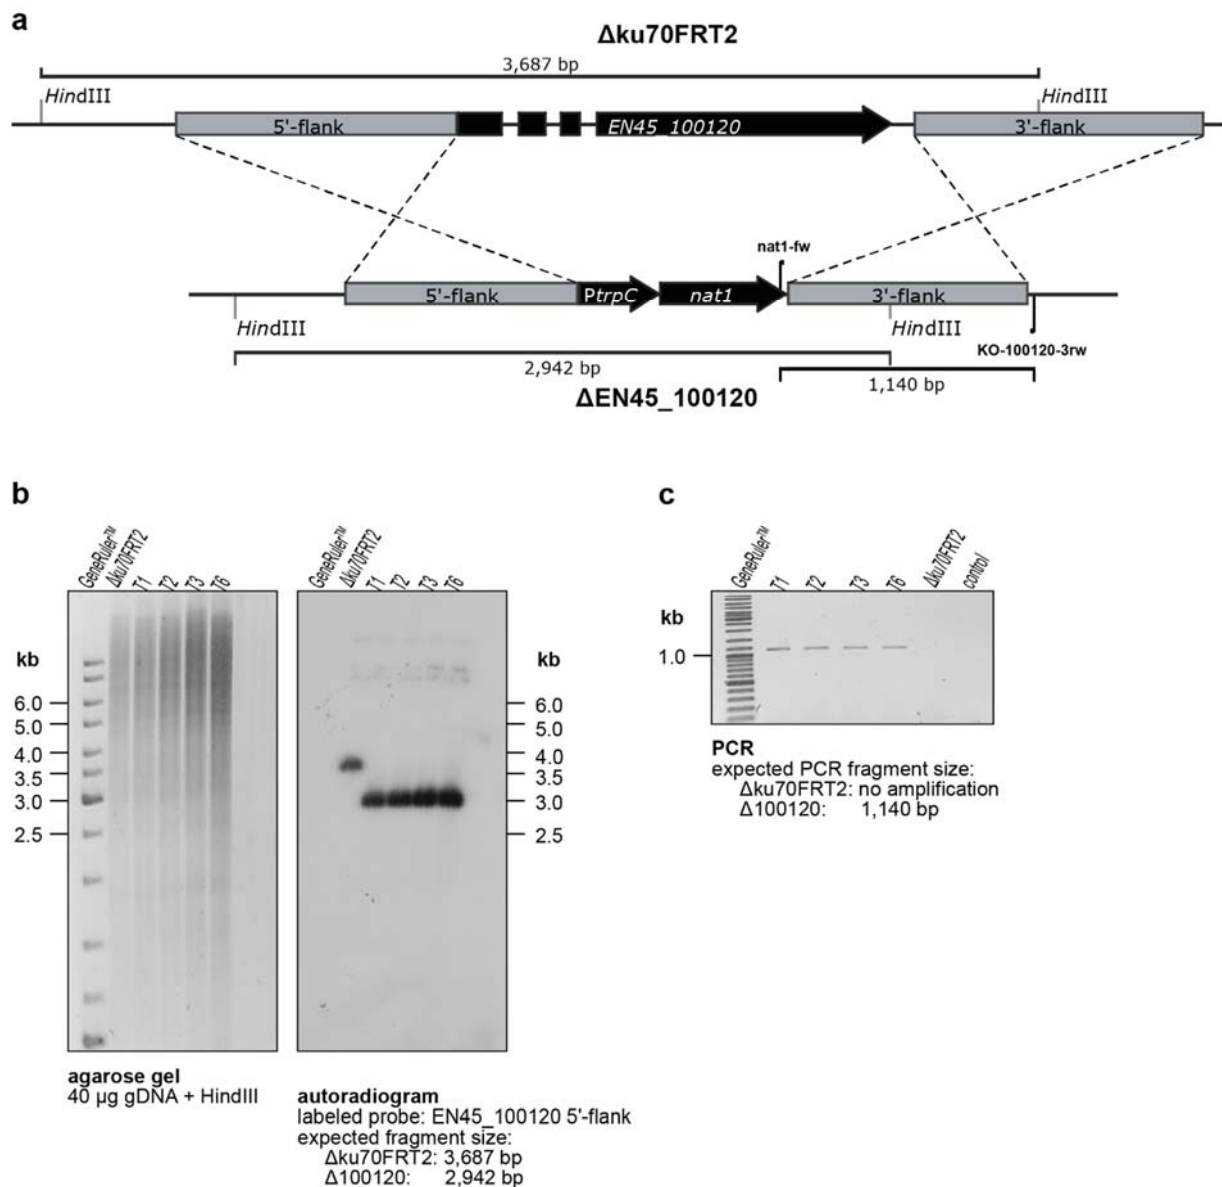 a
Δku70FRT2
3,687 bp
HindIII
HindIII
5'-flank
EN45_100120
3'-flank
nat1-fw
5'-flank
PtrpC
nat1
3'-flank
HindIII
HindIII
KO-100120-3rw
2,942 bp
1,140 bp
ΔEN45_100120
b
GeneRuler™
Δku70FRT2
T1
T2
T3
T6
kb
6.0
5.0
4.0
3.5
3.0
2.5
agarose gel
40 µg gDNA + HindIII
GeneRuler™
Δku70FRT2
T1
T2
T3
T6
kb
6.0
5.0
4.0
3.5
3.0
2.5
autoradiogram
labeled probe: EN45_100120 5'-flank
expected fragment size:
Δku70FRT2: 3,687 bp
Δ100120: 2,942 bp
c
GeneRuler™
T1
T2
T3
T6
Δku70FRT2
control
kb
1.0
PCR
expected PCR fragment size:
Δku70FRT2: no amplification
Δ100120: 1,140 bp